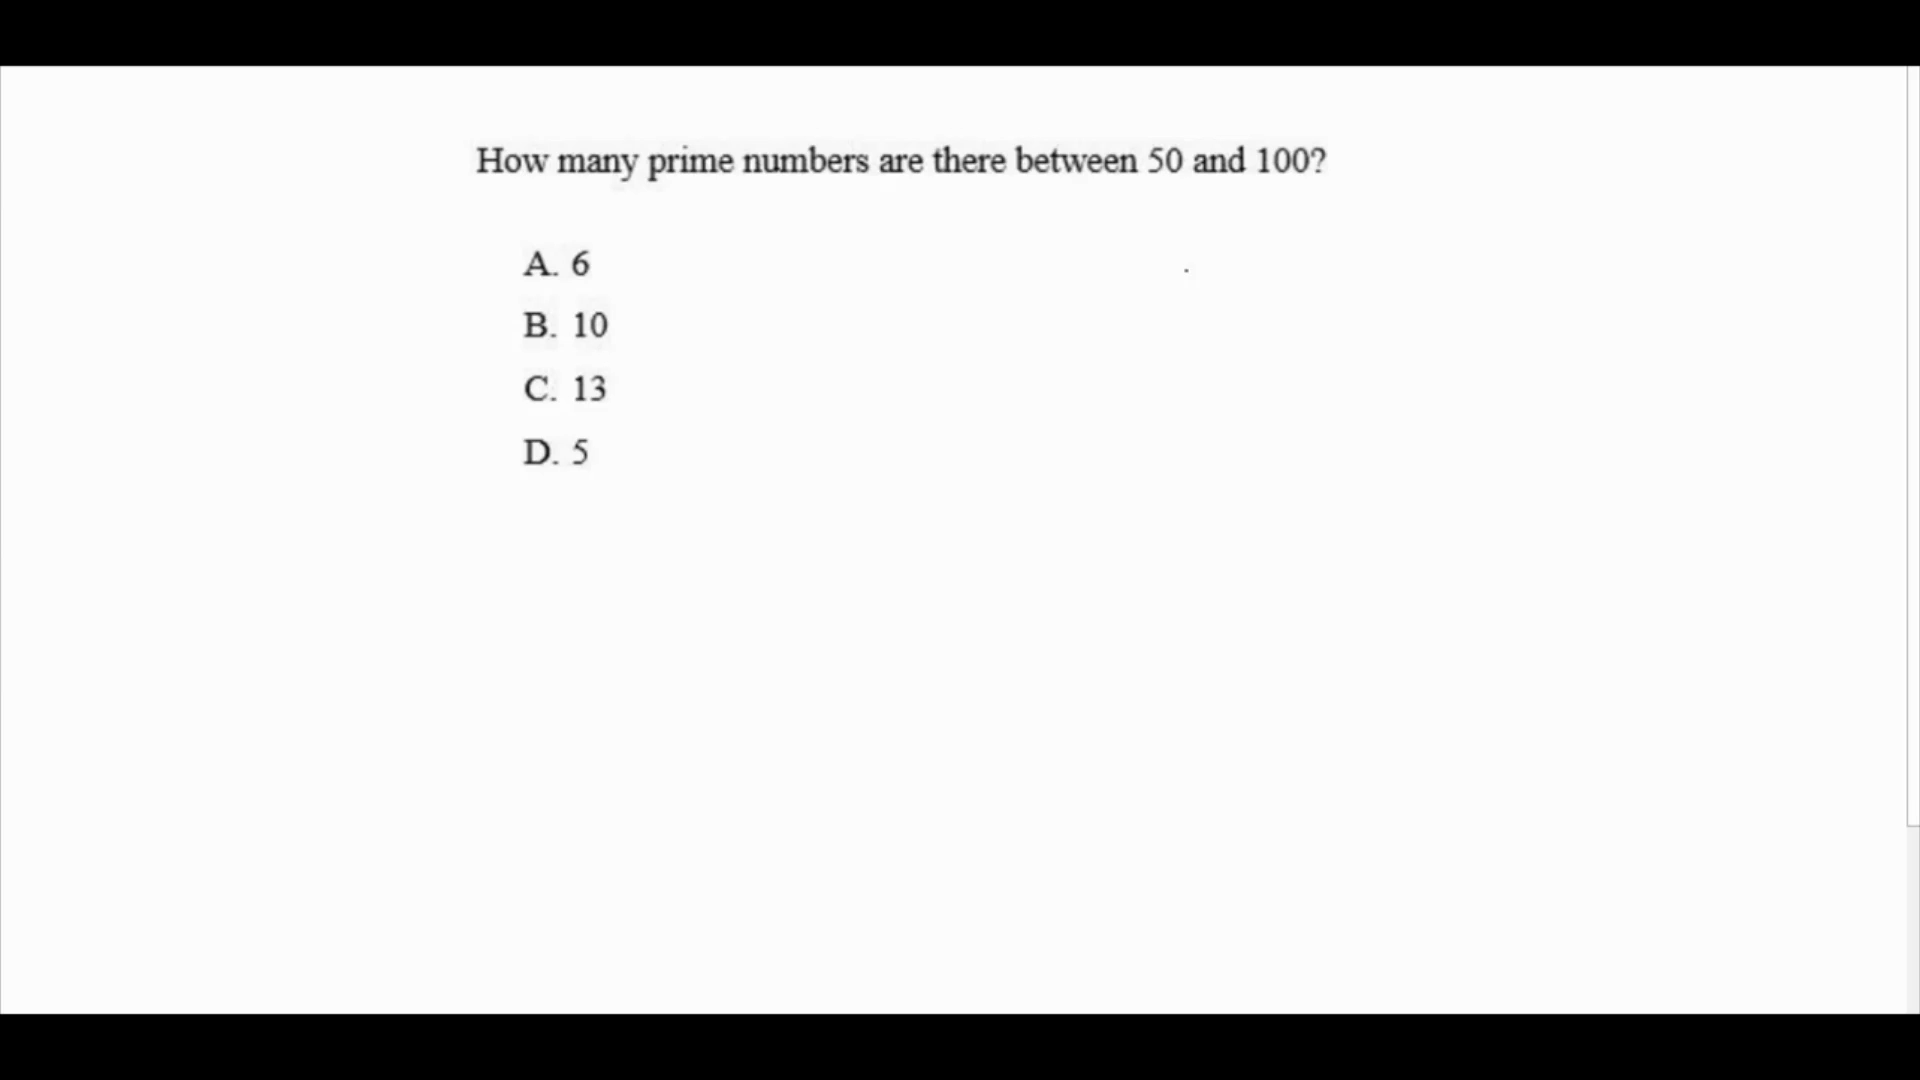 How many prime numbers are there between 50 and 100?
A. 6
B. 10
C. 13
D. 5